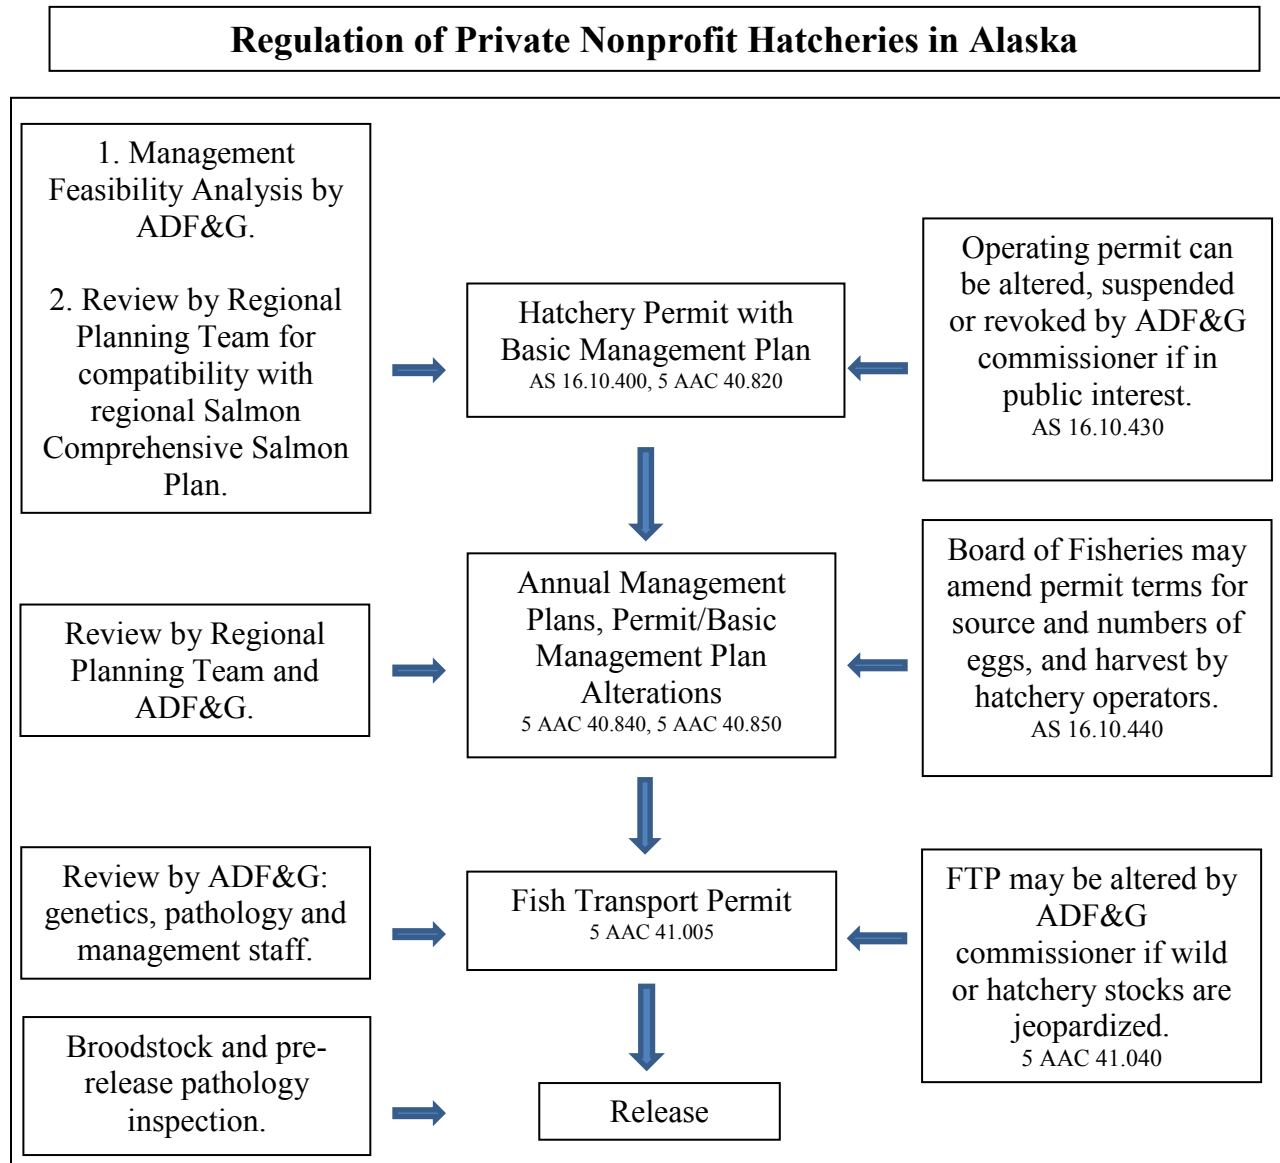 Regulation of Private Nonprofit Hatcheries in Alaska
1. Management
Feasibility Analysis by
ADF&G.
2. Review by Regional
Planning Team for
compatibility with
regional Salmon
Comprehensive Salmon
Plan.
Hatchery Permit with
Basic Management Plan
AS 16.10.400, 5 AAC 40.820
Operating permit can
be altered, suspended
or revoked by ADF&G
commissioner if in
public interest.
AS 16.10.430
Review by Regional
Planning Team and
ADF&G.
Annual Management
Plans, Permit/Basic
Management Plan
Alterations
5 AAC 40.840, 5 AAC 40.850
Board of Fisheries may
amend permit terms for
source and numbers of
eggs, and harvest by
hatchery operators.
AS 16.10.440
Review by ADF&G:
genetics, pathology and
management staff.
Fish Transport Permit
5 AAC 41.005
FTP may be altered by
ADF&G
commissioner if wild
or hatchery stocks are
jeopardized.
5 AAC 41.040
Broodstock and pre-
release pathology
inspection.
Release